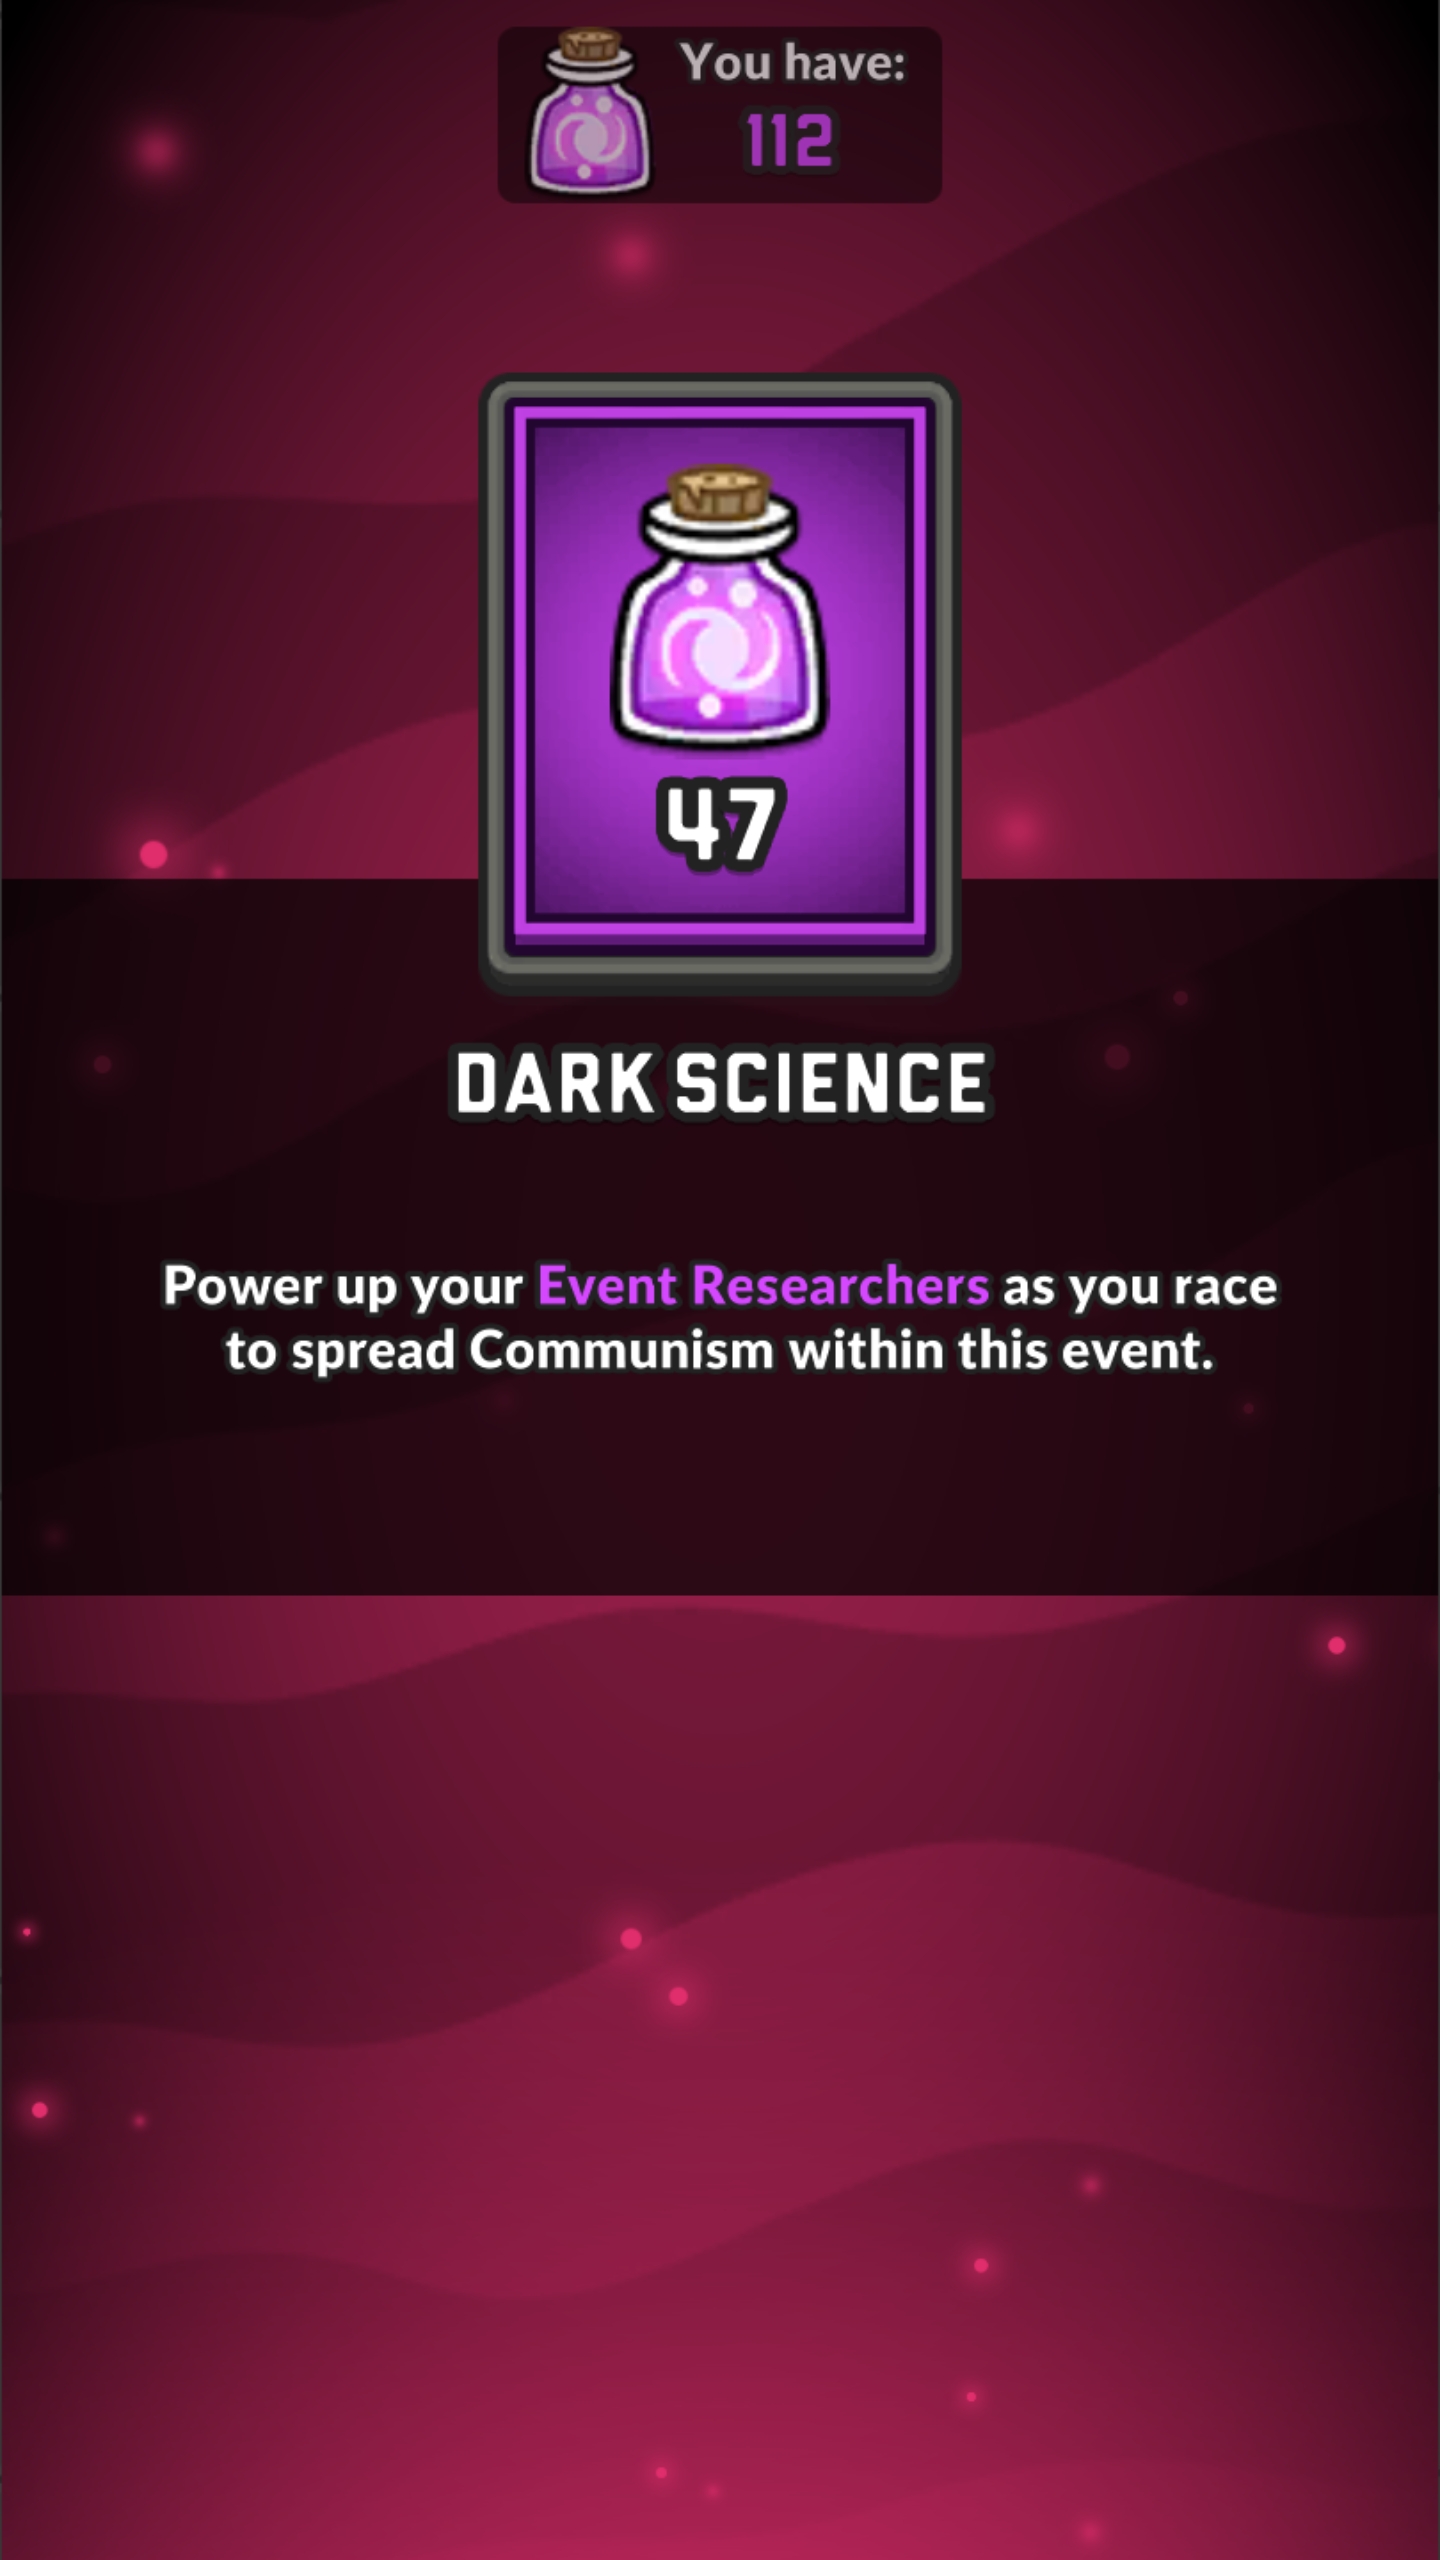 You have:
112
47
DARK SCIENCE
Power up your Event Researchers as you race
to spread Communism within this event.